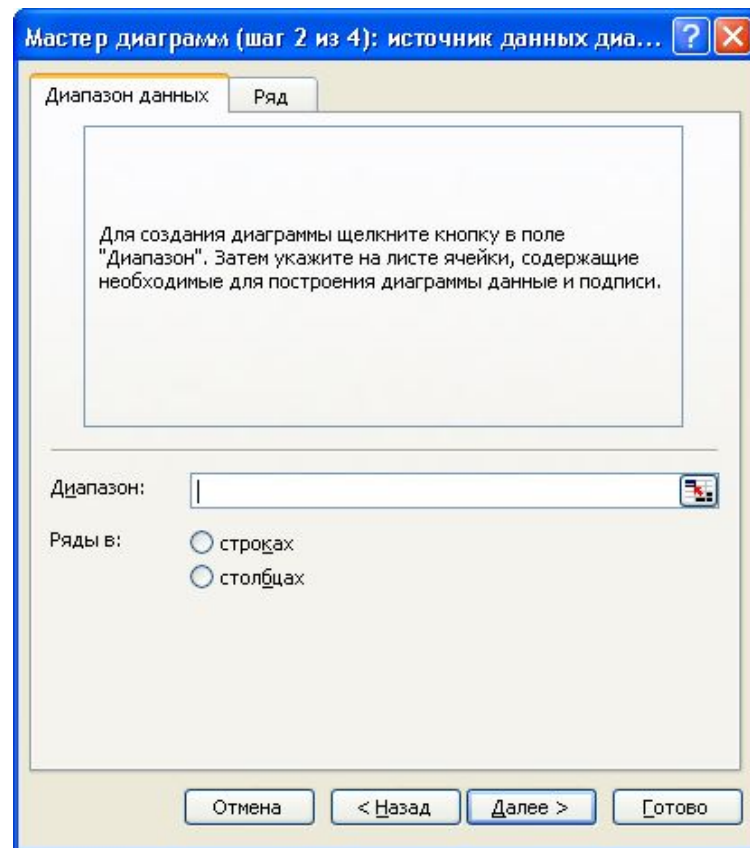 Мастер диаграмм (шаг 2 из 4): источник данных диа...
Диапазон данных
Ряд
Для создания диаграммы щелкните кнопку в поле
"Диапазон". Затем укажите на листе ячейки, содержащие
необходимые для построения диаграммы данные и подписи.
Диапазон:
Ряды в:
строках
столбцах
Отмена
< Назад
Далее >
Готово